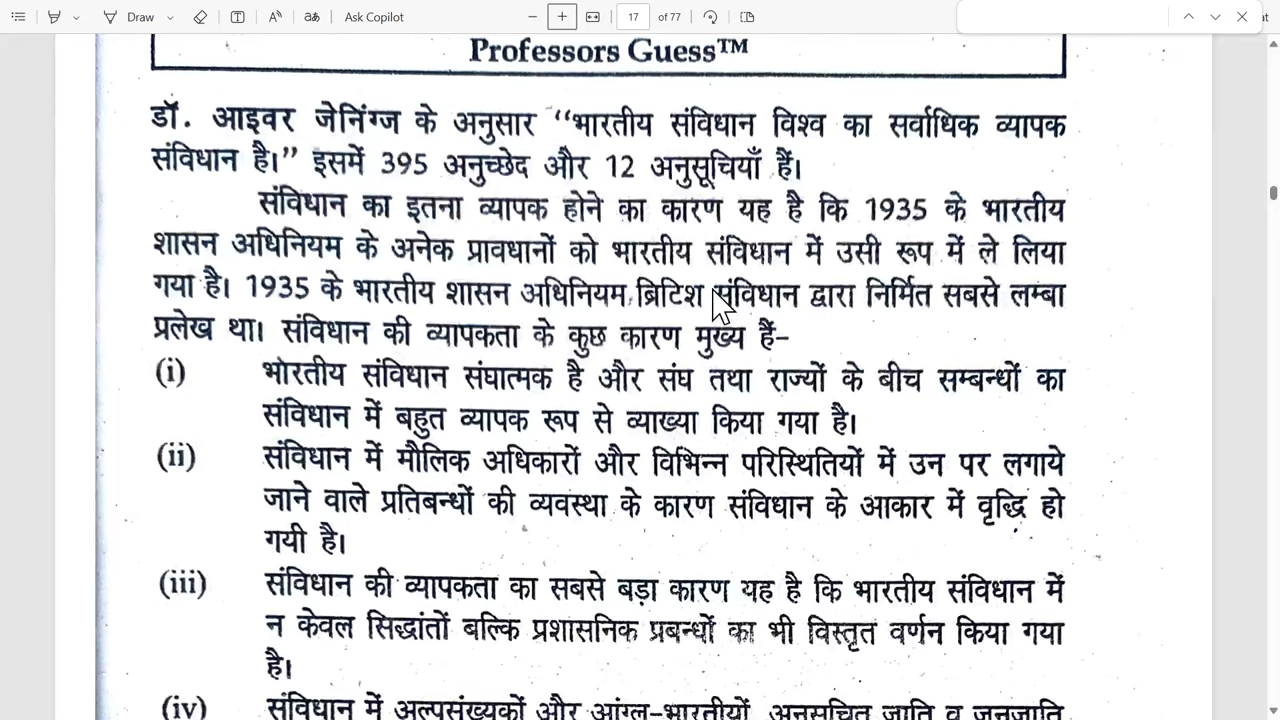 Draw
Ask Copilot
17 of 77
Professors Guess™
डॉ. आइवर जेनिंग्ज के अनुसार "भारतीय संविधान विश्व का सर्वाधिक व्यापक
संविधान है।" इसमें 395 अनुच्छेद और 12 अनुसूचियाँ हैं।
संविधान का इतना व्यापक होने का कारण यह है कि 1935 के भारतीय
शासन अधिनियम के अनेक प्रावधानों को भारतीय संविधान में उसी रूप में ले लिया
गया है। 1935 के भारतीय शासन अधिनियम ब्रिटिश संविधान द्वारा निर्मित सबसे लम्बा
प्रलेख था। संविधान की व्यापकता के कुछ कारण मुख्य हैं-
(i) भारतीय संविधान संघात्मक है और संघ तथा राज्यों के बीच सम्बन्धों का
संविधान में बहुत व्यापक रूप से व्याख्या किया गया है।
(ii) संविधान में मौलिक अधिकारों और विभिन्न परिस्थितियों में उन पर लगाये
जाने वाले प्रतिबन्धों की व्यवस्था के कारण संविधान के आकार में वृद्धि हो
गयी है।
(iii) संविधान की व्यापकता का सबसे बड़ा कारण यह है कि भारतीय संविधान में
न केवल सिद्धांतों बल्कि प्रशासनिक प्रबन्धों का भी विस्तृत वर्णन किया गया
है।
(iv) संविधान में अल्पसंख्यकों और आंग्ल-भारतीयों, अनुसूचित जाति व जनजाति